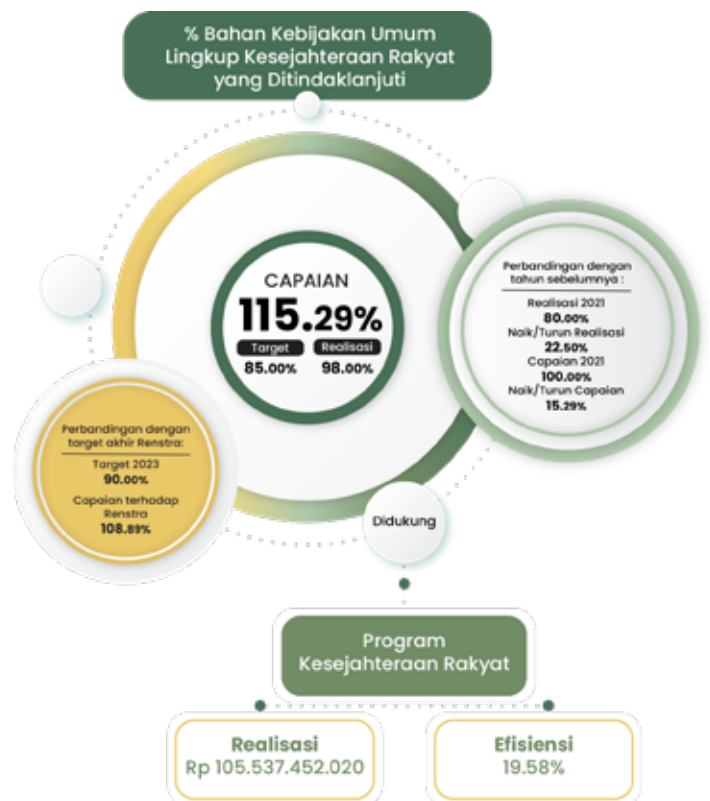 % Bahan Kebijakan Umum
Lingkup Kesejahteraan Rakyat
yang Ditindaklanjuti
CAPAIAN
115.29%
Target Realisasi
85.00% 98.00%
Perbandingan dengan
tahun sebelumnya :
Realisasi 2021
80.00%
Naik/Turun Realisasi
22.50%
Capaian 2021
100.00%
Naik/Turun Capaian
15.29%
Perbandingan dengan
target akhir Renstra:
Target 2023
90.00%
Capaian terhadap
Renstra
108.89%
Didukung
Program
Kesejahteraan Rakyat
Realisasi
Rp 105.537.452.020
Efisiensi
19.58%